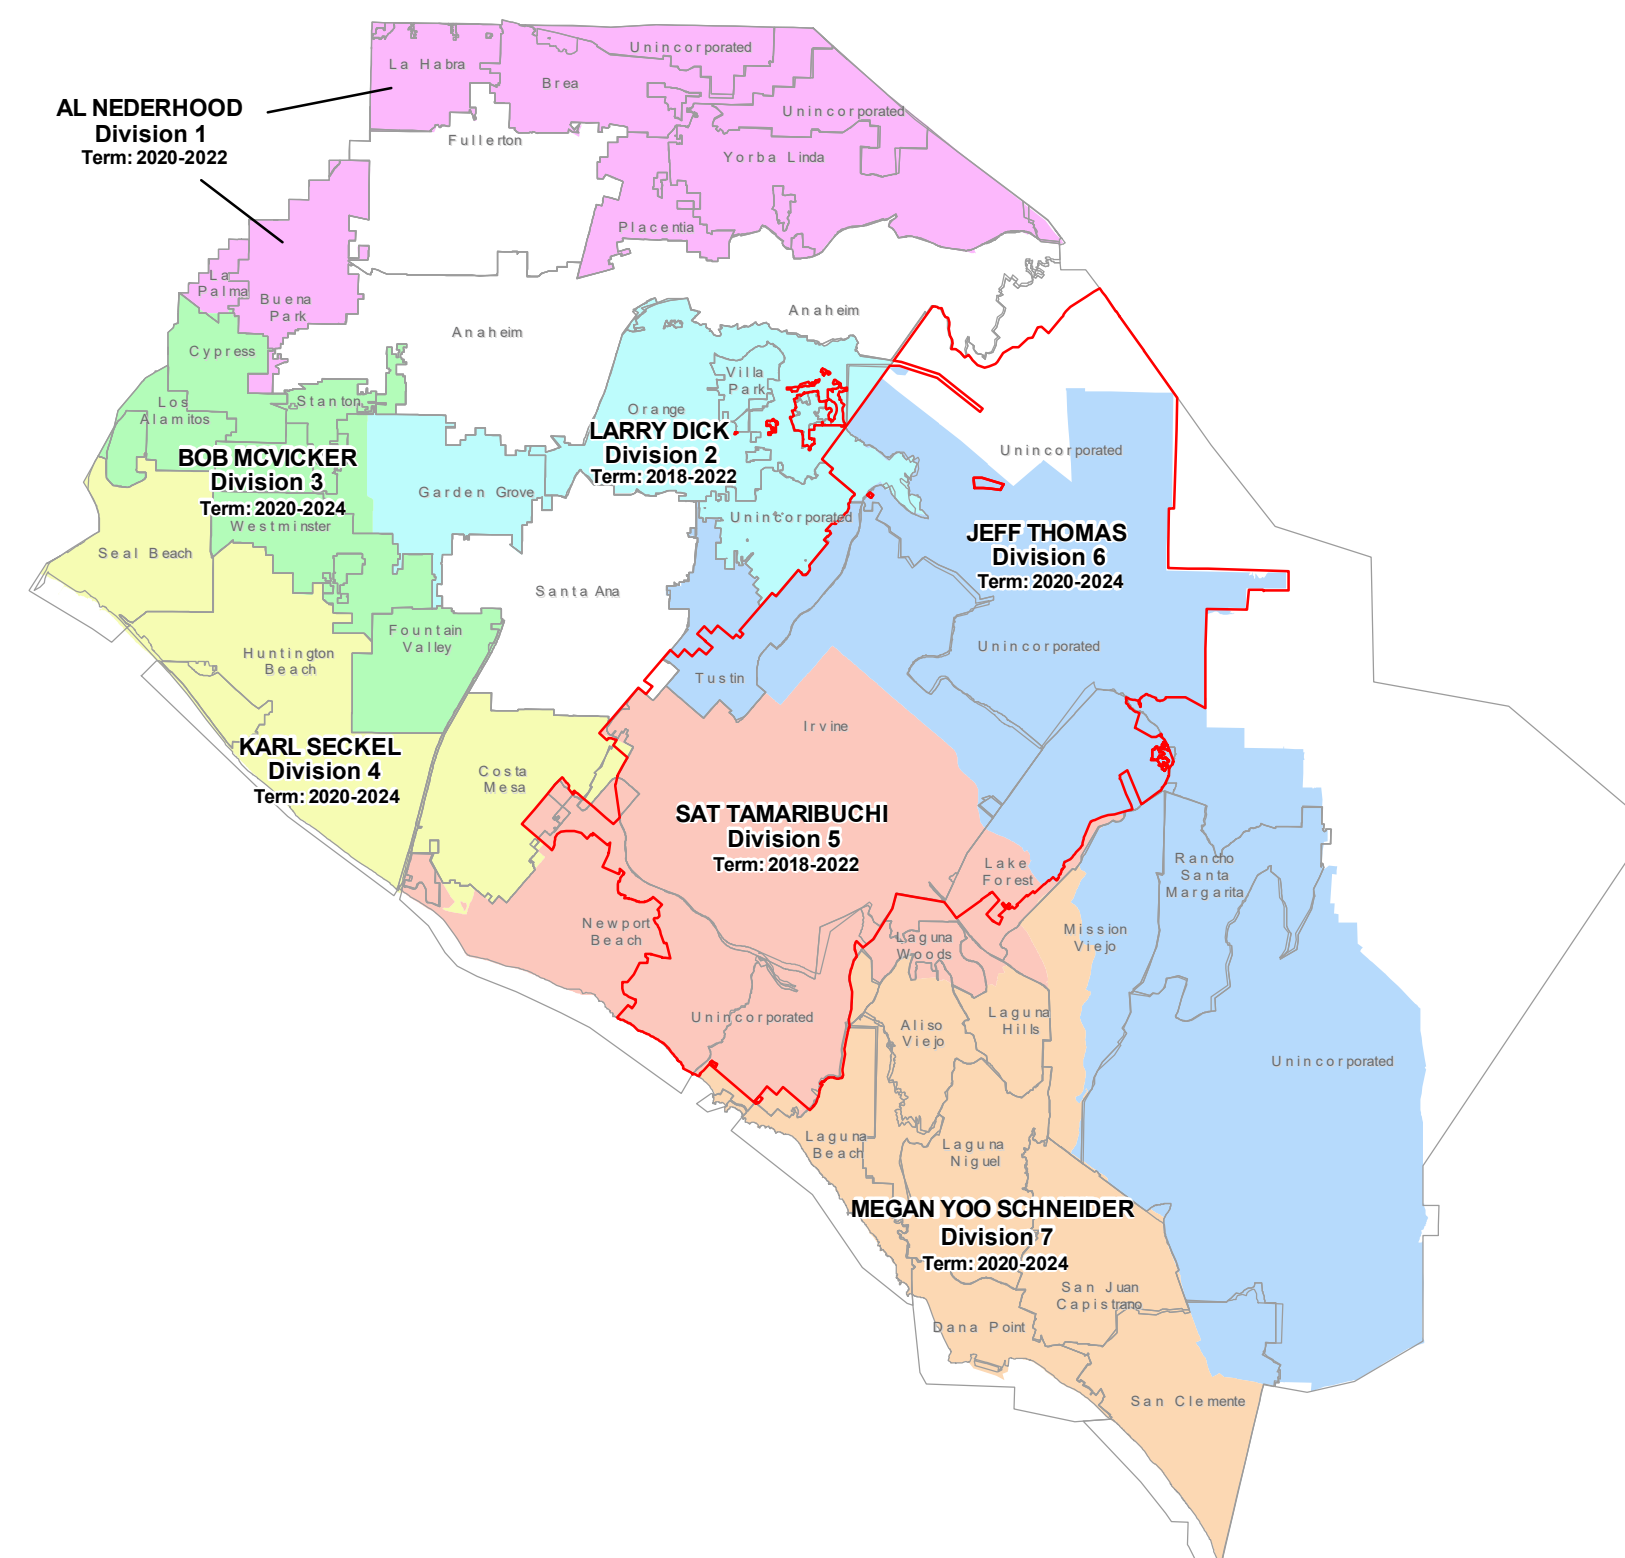 Unincorporated
La Habra
Brea
AL NEDERHOOD
Division 1
Term: 2020-2022
Unincorporated
Fullerton
Yorba Linda
Placentia
La
Palma
Buena
Park
Anaheim
Anaheim
Cypress
Villa
Park
Los
Alamitos
Stanton
Orange
LARRY DICK
Division 2
Term: 2018-2022
Unincorporated
BOB MCVICKER
Division 3
Term: 2020-2024
Garden Grove
Westminster
Unincorporated
JEFF THOMAS
Division 6
Term: 2020-2024
Seal Beach
Santa Ana
Fountain
Valley
Huntington
Beach
Unincorporated
Tustin
Irvine
KARL SECKEL
Division 4
Term: 2020-2024
Costa
Mesa
SAT TAMARIBUCHI
Division 5
Term: 2018-2022
Lake
Forest
Rancho
Santa
Margarita
Newport
Beach
Laguna
Woods
Mission
Viejo
Unincorporated
Aliso
Viejo
Laguna
Hills
Unincorporated
Laguna
Beach
Laguna
Niguel
MEGAN YOO SCHNEIDER
Division 7
Term: 2020-2024
San Juan
Capistrano
Dana Point
San Clemente